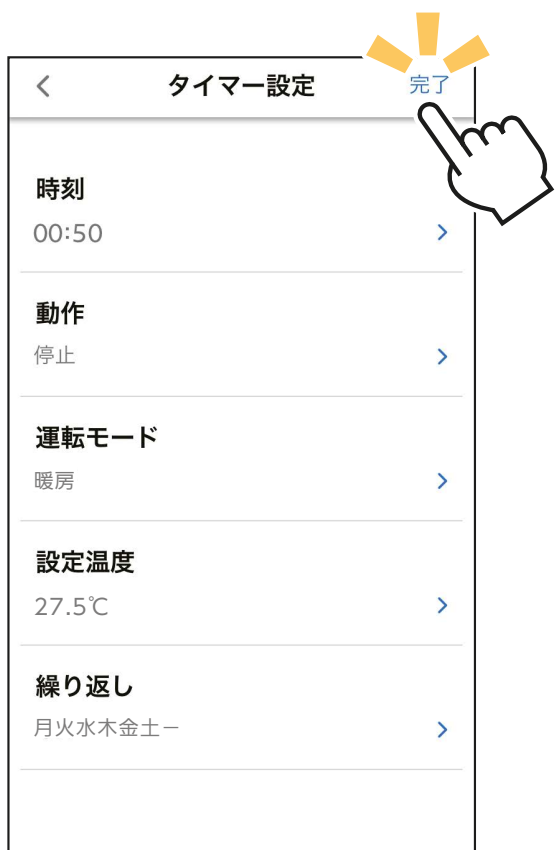 タイマー設定 完了
時刻
00:50
動作
停止
運転モード
暖房
設定温度
27.5℃
繰り返し
月火水木金土－